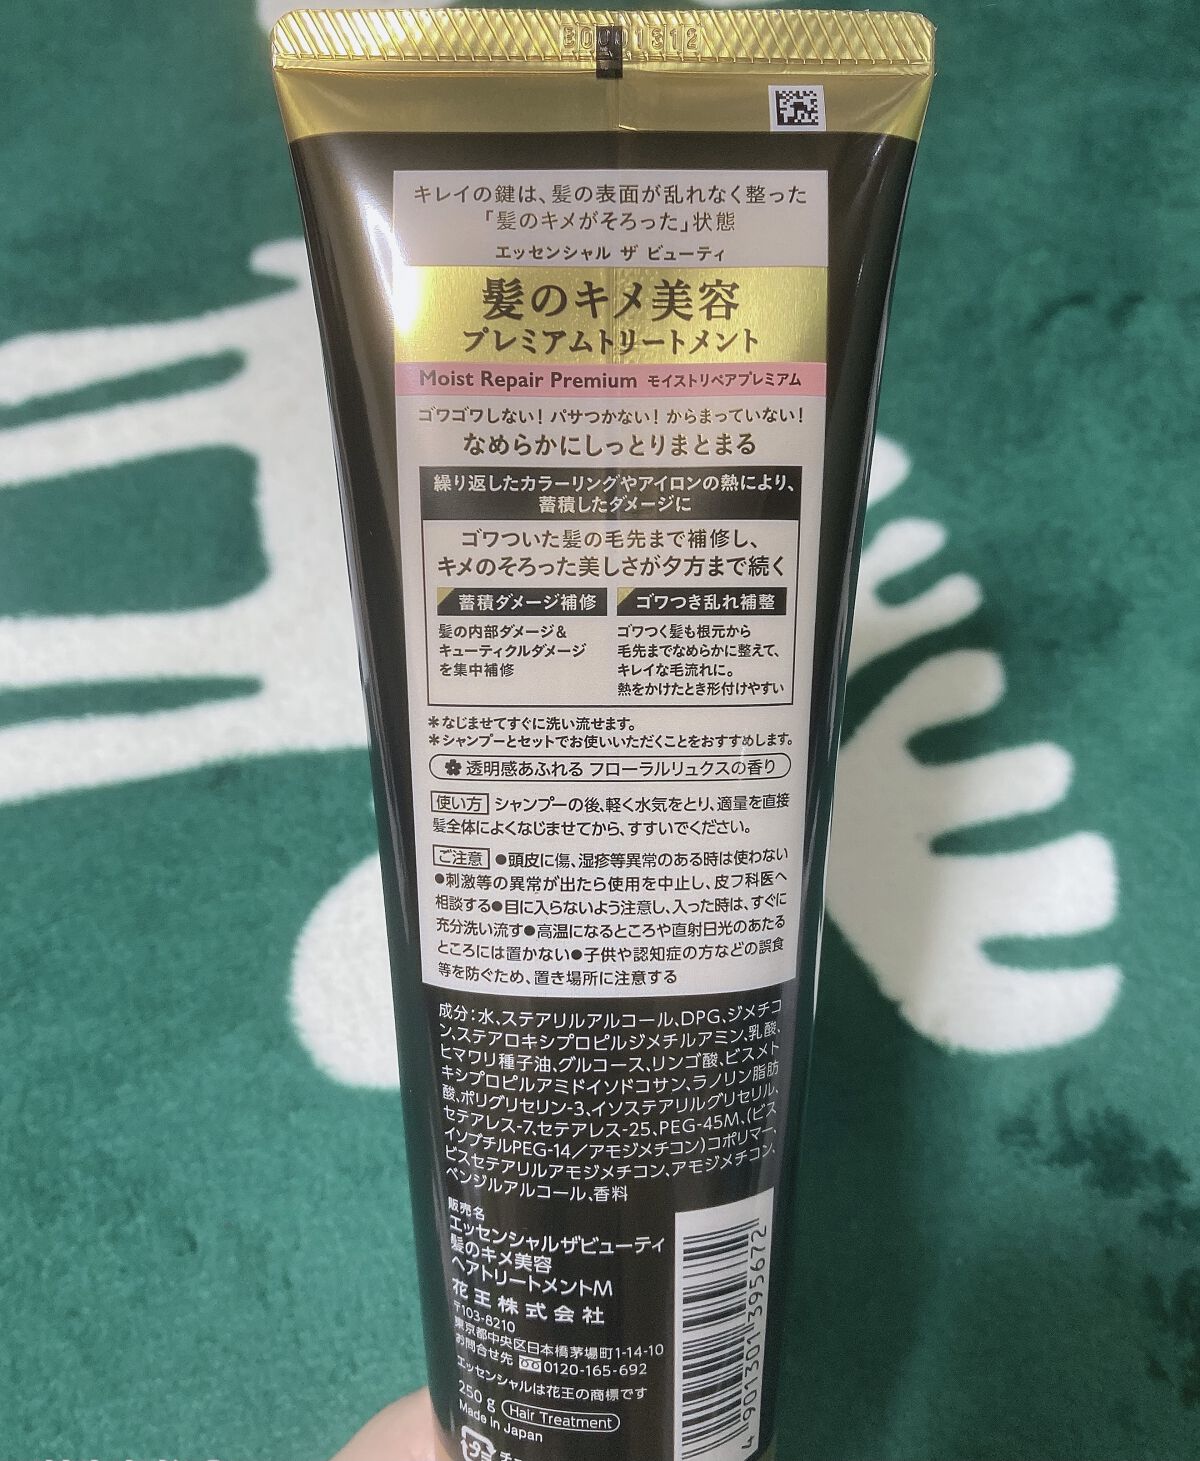 キレイの鍵は、髪の表面が乱れなく整った
「髪のキメがそろった」状態
エッセンシャル ザ ビューティ
髪のキメ美容
プレミアムトリートメント
Moist Repair Premium モイストリペアプレミアム
ゴワゴワしない! パサつかない! からまっていない!
なめらかにしっとりまとまる
繰り返したカラーリングやアイロンの熱により、
蓄積したダメージに
ゴワついた髪の毛先まで補修し、
キメのそろった美しさが夕方まで続く
蓄積ダメージ補修
髪の内部ダメージ&
キューティクルダメージ
を集中補修
ゴワつき乱れ補整
ゴワつく髪も根元から
毛先までなめらかに整えて、
キレイな毛流れに。
熱をかけたとき形付けやすい
*なじませてすぐに洗い流せます。
*シャンプーとセットでお使いいただくことをおすすめします。
透明感あふれる フローラルリュクスの香り
使い方 シャンプーの後、軽く水気をとり、適量を直接
髪全体によくなじませてから、すすいでください。
ご注意 ●頭皮に傷、湿疹等異常のある時は使わない
●刺激等の異常が出たら使用を中止し、皮フ科医へ
相談する●目に入らないよう注意し、入った時は、すぐに
充分洗い流す●高温になるところや直射日光のあたる
ところには置かない●子供や認知症の方などの誤食
等を防ぐため、置き場所に注意する
成分:水、ステアリルアルコール、DPG、ジメチコ
ン、ステアロキシプロピルジメチルアミン、乳酸、
ヒマワリ種子油、グルコース、リンゴ酸、ビスメト
キシプロピルアミドイソドコサン、ラノリン脂肪
酸、ポリグリセリン-3、イソステアリルグリセリル、
セテアレス-7、セテアレス-25、PEG-45M、(ビス
イソブチルPEG-14/アモジメチコン)コポリマー、
ビスセテアリルアモジメチコン、アモジメチコン、
ベンジルアルコール、香料
販売名
エッセンシャルザビューティ
髪のキメ美容
ヘアトリートメントM
花王株式会社
〒103-8210
東京都中央区日本橋茅場町1-14-10
お問合せ先 0120-165-692
エッセンシャルは花王の商標です
250 g Hair Treatment
Made in Japan
4 901301 395672